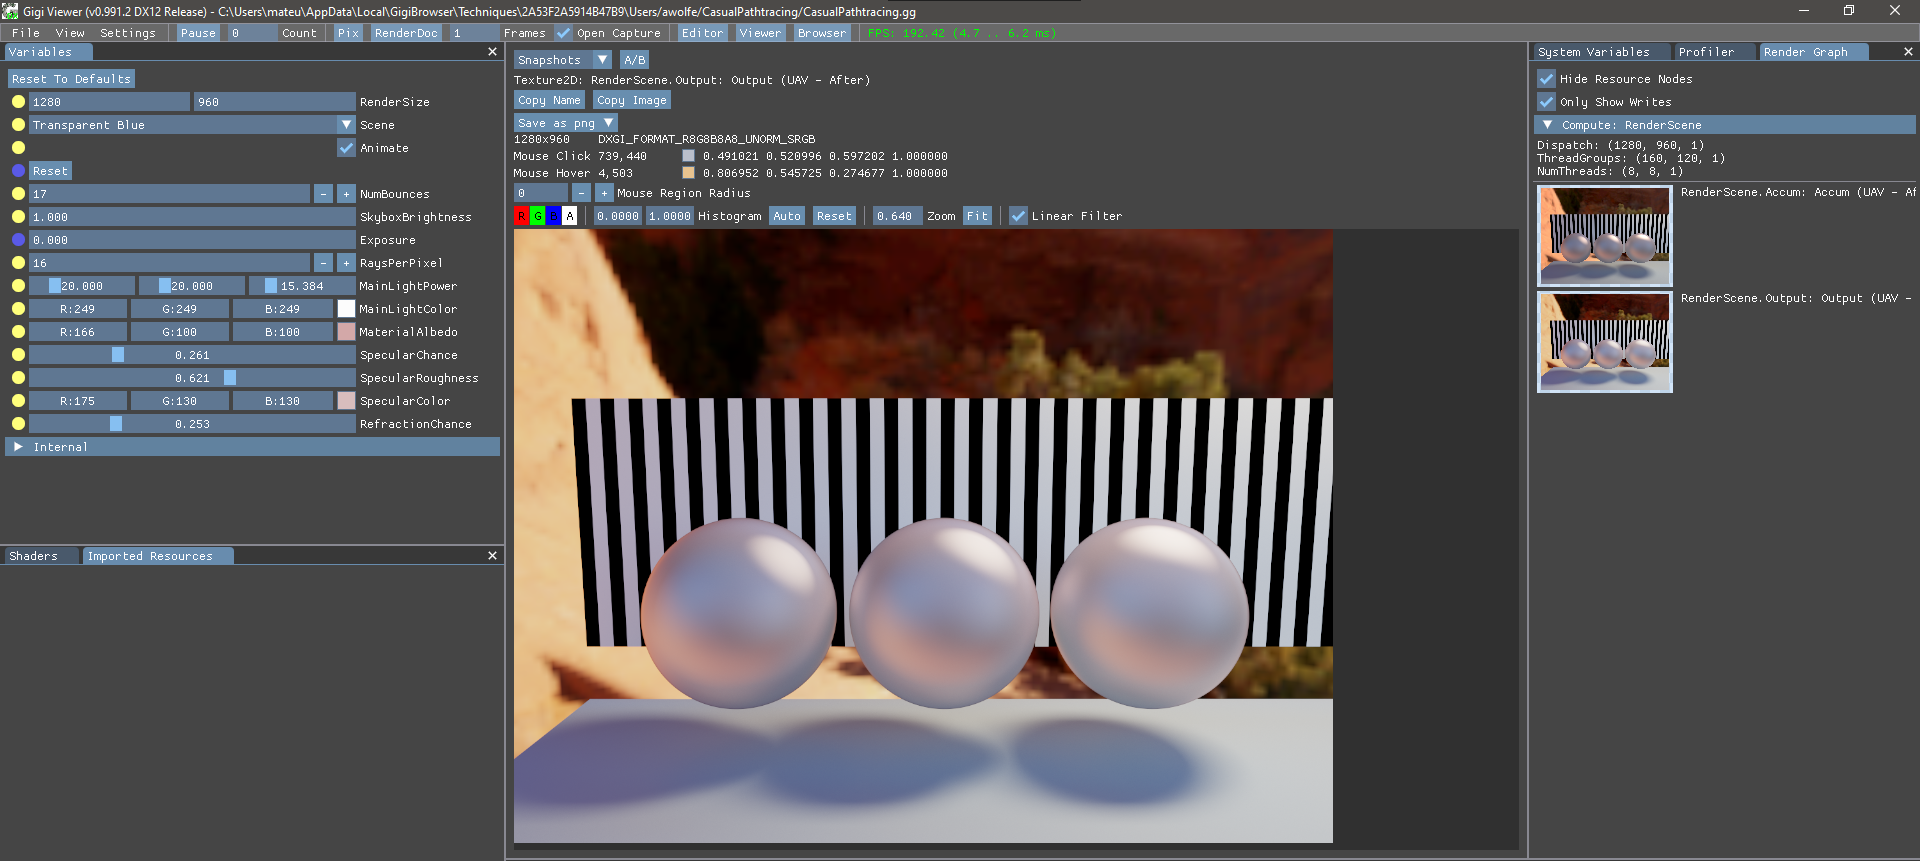 Gigi Viewer (v0.991.2 DX12 Release) - C:\Users\mateu\AppData\Local\GigiBrowser\Techniques\2A53F2A5914B47B9\Users/awolfe/CasualPathtracing/CasualPathtracing.gg
File View Settings Pause 0 Count Pix RenderDoc 1 Frames Open Capture Editor Viewer Browser FPS: 192.42 (4.7 .. 6.2 ms)
Variables
Reset To Defaults
1280 960 RenderSize
Transparent Blue Scene
Animate
Reset
17 - + NumBounces
1.000 SkyboxBrightness
0.000 Exposure
16 - + RaysPerPixel
20.000 20.000 15.384 MainLightPower
R:249 G:249 B:249 MainLightColor
R:166 G:100 B:100 MaterialAlbedo
0.261 SpecularChance
0.621 SpecularRoughness
R:175 G:130 B:130 SpecularColor
0.253 RefractionChance
Internal
Shaders Imported Resources
Snapshots A/B
Texture2D: RenderScene.Output: Output (UAV - After)
Copy Name Copy Image
Save as png
1280x960 DXGI_FORMAT_R8G8B8A8_UNORM_SRGB
Mouse Click 739,440 0.491021 0.520996 0.597202 1.000000
Mouse Hover 4,503 0.806952 0.545725 0.274677 1.000000
0 - + Mouse Region Radius
R G B A 0.0000 1.0000 Histogram Auto Reset 0.640 Zoom Fit Linear Filter
System Variables Profiler Render Graph
Hide Resource Nodes
Only Show Writes
Compute: RenderScene
Dispatch: (1280, 960, 1)
ThreadGroups: (160, 120, 1)
NumThreads: (8, 8, 1)
RenderScene.Accum: Accum (UAV - Af
RenderScene.Output: Output (UAV -